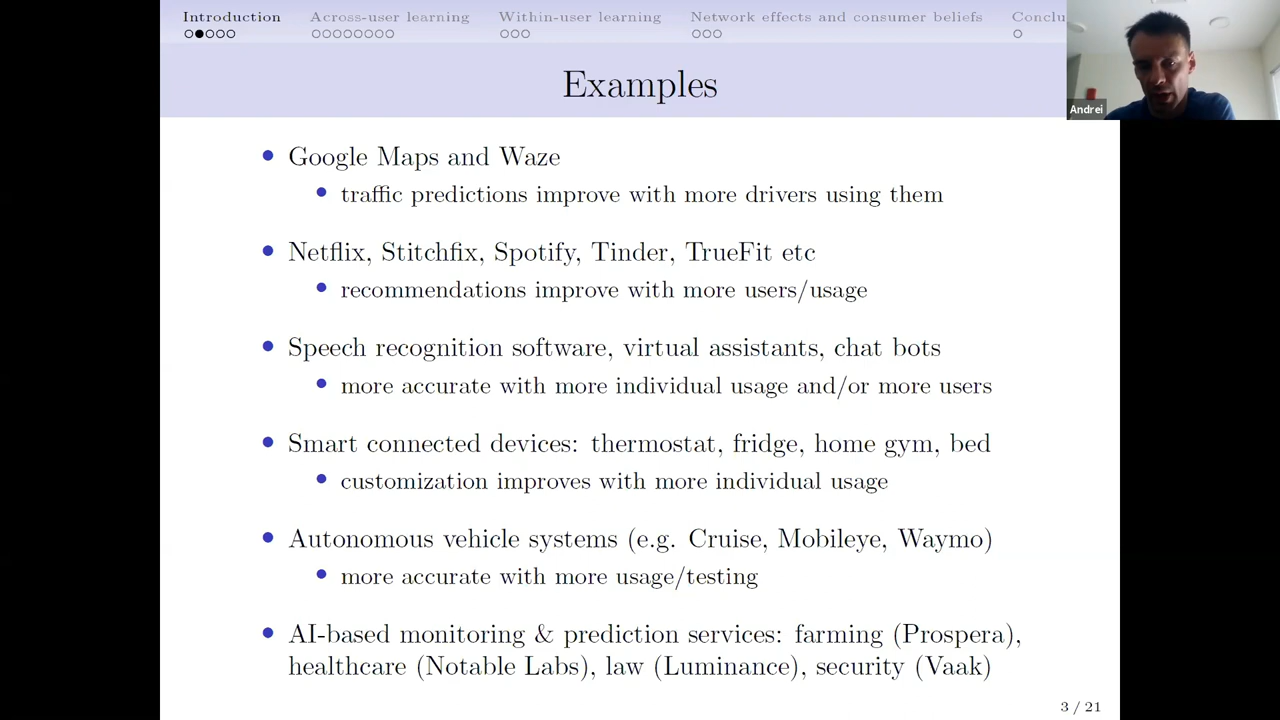 Introduction Across-user learning Within-user learning Network effects and consumer beliefs Conclu
Andrei
Examples
Google Maps and Waze
traffic predictions improve with more drivers using them
Netflix, Stitchfix, Spotify, Tinder, TrueFit etc
recommendations improve with more users/usage
Speech recognition software, virtual assistants, chat bots
more accurate with more individual usage and/or more users
Smart connected devices: thermostat, fridge, home gym, bed
customization improves with more individual usage
Autonomous vehicle systems (e.g. Cruise, Mobileye, Waymo)
more accurate with more usage/testing
AI-based monitoring & prediction services: farming (Prospera),
healthcare (Notable Labs), law (Luminance), security (Vaak)
3 / 21